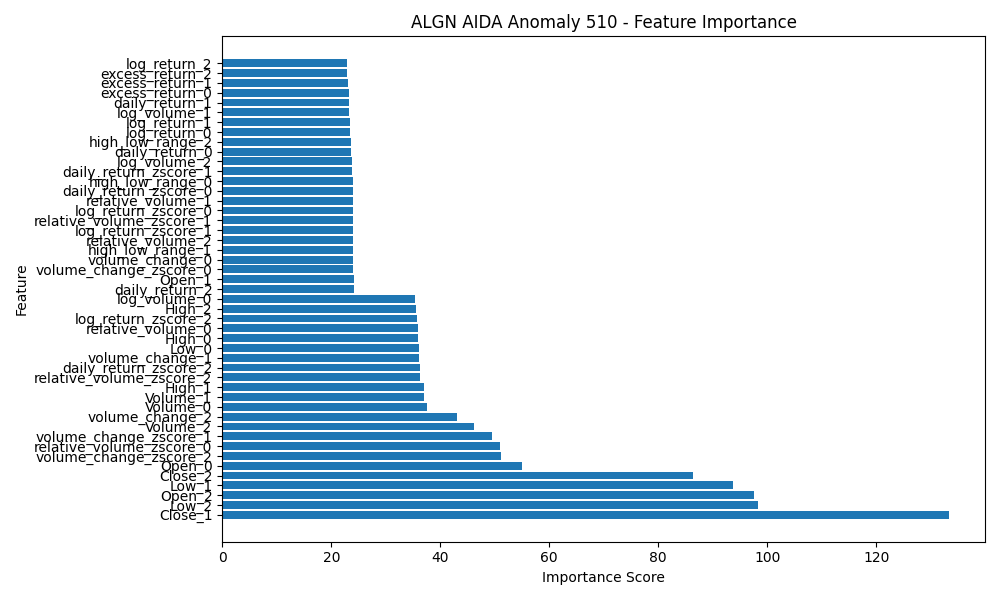 ALGN AIDA Anomaly 510 - Feature Importance
log_return_2
excess_return_2
excess_return_1
excess_return_0
daily_return_1
log_volume_1
log_return_1
log_return_0
high_low_range_2
daily_return_0
log_volume_2
daily_return_zscore_1
high_low_range_0
daily_return_zscore_0
relative_volume_1
log_return_zscore_0
relative_volume_zscore_1
log_return_zscore_1
relative_volume_2
high_low_range_1
volume_change_0
volume_change_zscore_0
Open_1
daily_return_2
log_volume_0
High_2
log_return_zscore_2
relative_volume_0
High_0
Low_0
volume_change_1
daily_return_zscore_2
relative_volume_zscore_2
High_1
Volume_1
Volume_0
volume_change_2
Volume_2
volume_change_zscore_1
relative_volume_zscore_0
volume_change_zscore_2
Open_0
Close_2
Low_1
Open_2
Low_2
Close_1
Feature
0 20 40 60 80 100 120
Importance Score